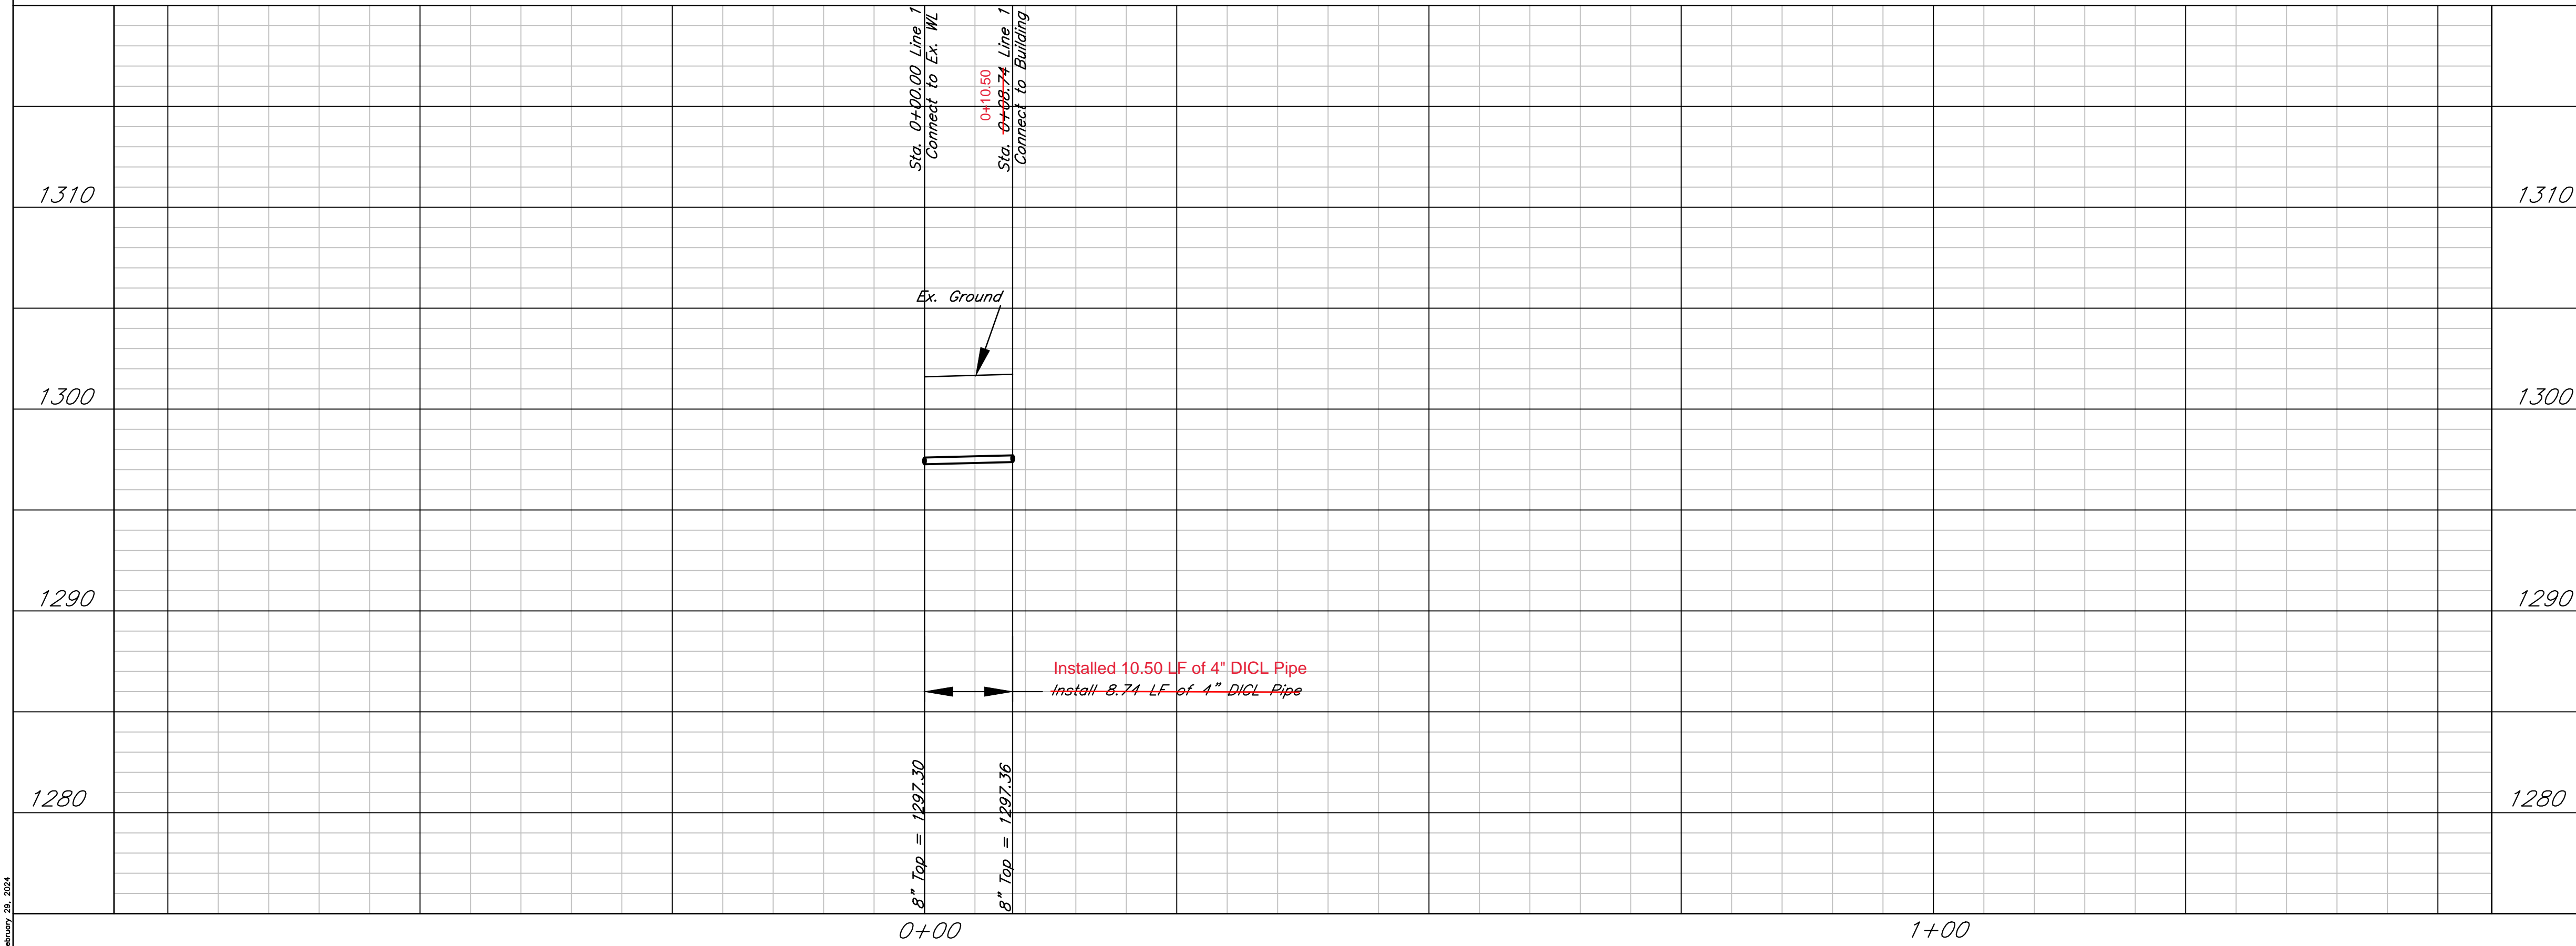 Sta. 0+00.00 Line 1
Connect to Ex. WL
0+10.50
Sta. 0+08.74 Line 1
Connect to Building
1310
1310
Ex. Ground
1300
1300
1290
1290
Installed 10.50 LF of 4" DICL Pipe
Install 8.74 LF of 4" DICL Pipe
8" Top = 1297.30
8" Top = 1297.36
1280
1280
ebruary 29, 2024
0+00
1+00